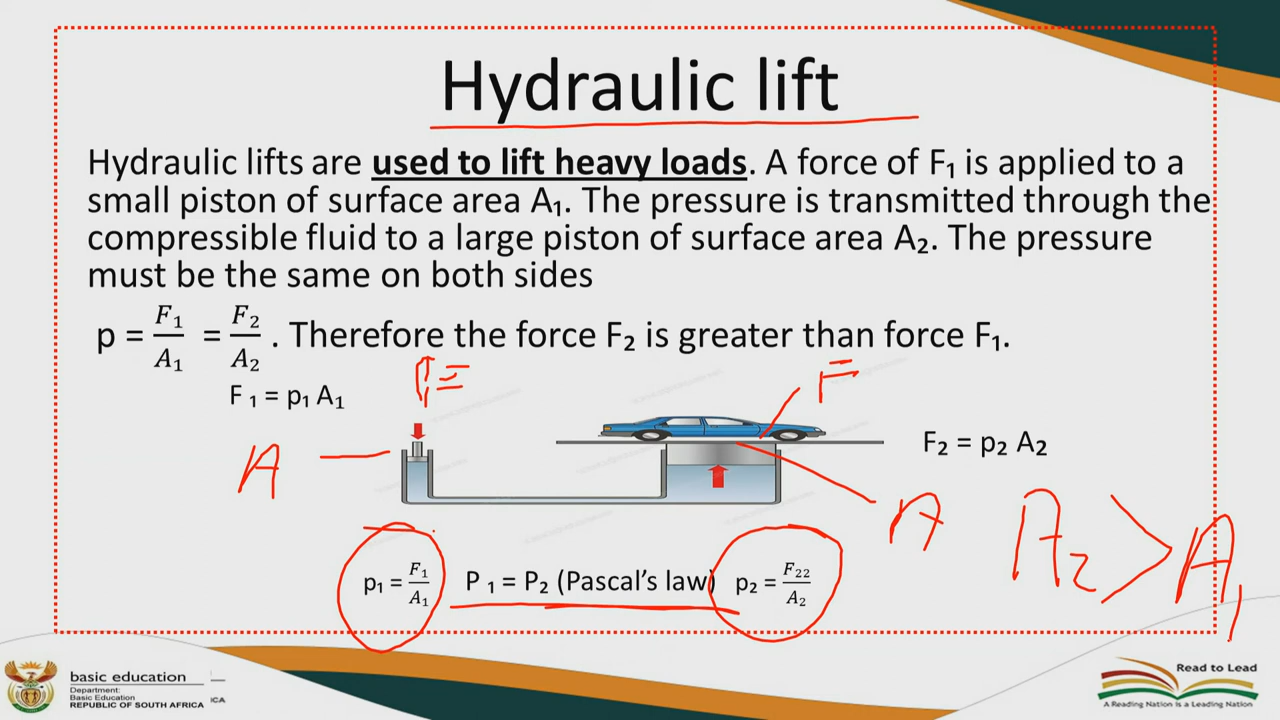 Hydraulic lift
Hydraulic lifts are used to lift heavy loads. A force of F₁ is applied to a
small piston of surface area A₁. The pressure is transmitted through the
compressible fluid to a large piston of surface area A₂. The pressure
must be the same on both sides
p = F₁/A₁ = F₂/A₂ . Therefore the force F₂ is greater than force F₁.
F ₁ = p₁ A₁
F
F
F₂ = p₂ A₂
A
A
A₂ > A₁
p₁ = F₁/A₁ P ₁ = P₂ (Pascal's law) p₂ = F₂₂/A₂
basic education
Department:
Basic Education
REPUBLIC OF SOUTH AFRICA
ICA
Read to Lead
A Reading Nation is a Leading Nation